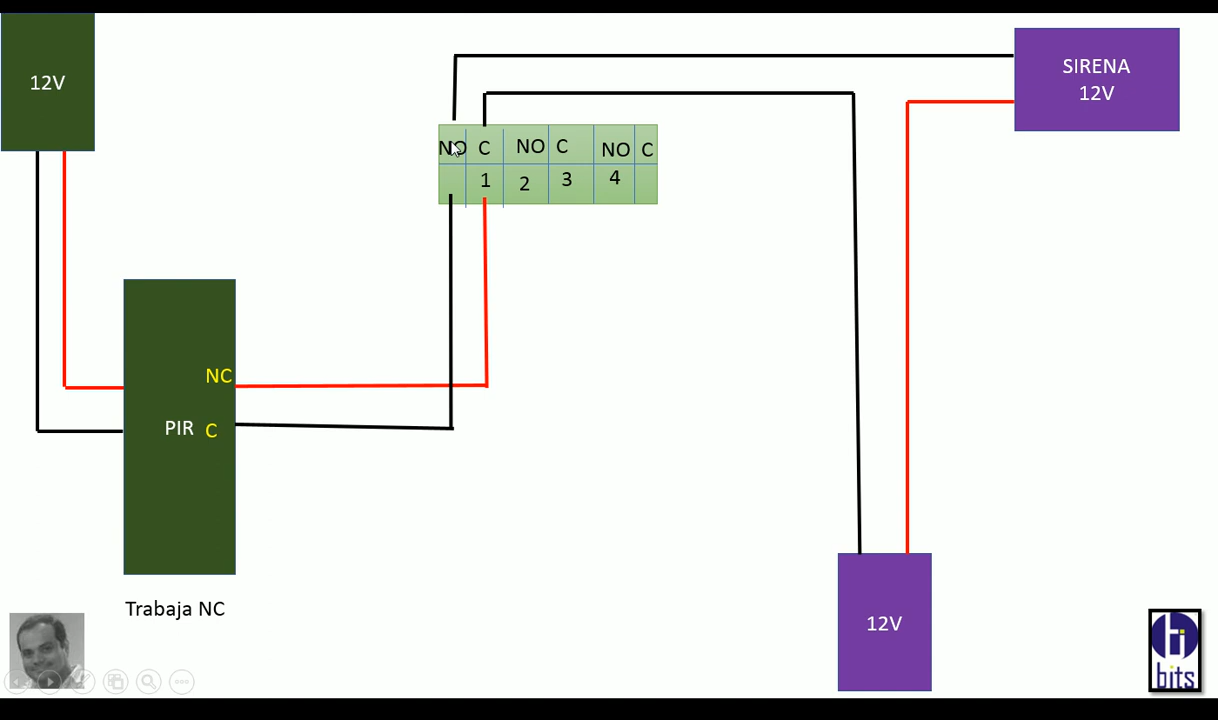 12V
SIRENA
12V
NO C NO C NO C
1 2 3 4
NC
PIR C
Trabaja NC
12V
bits